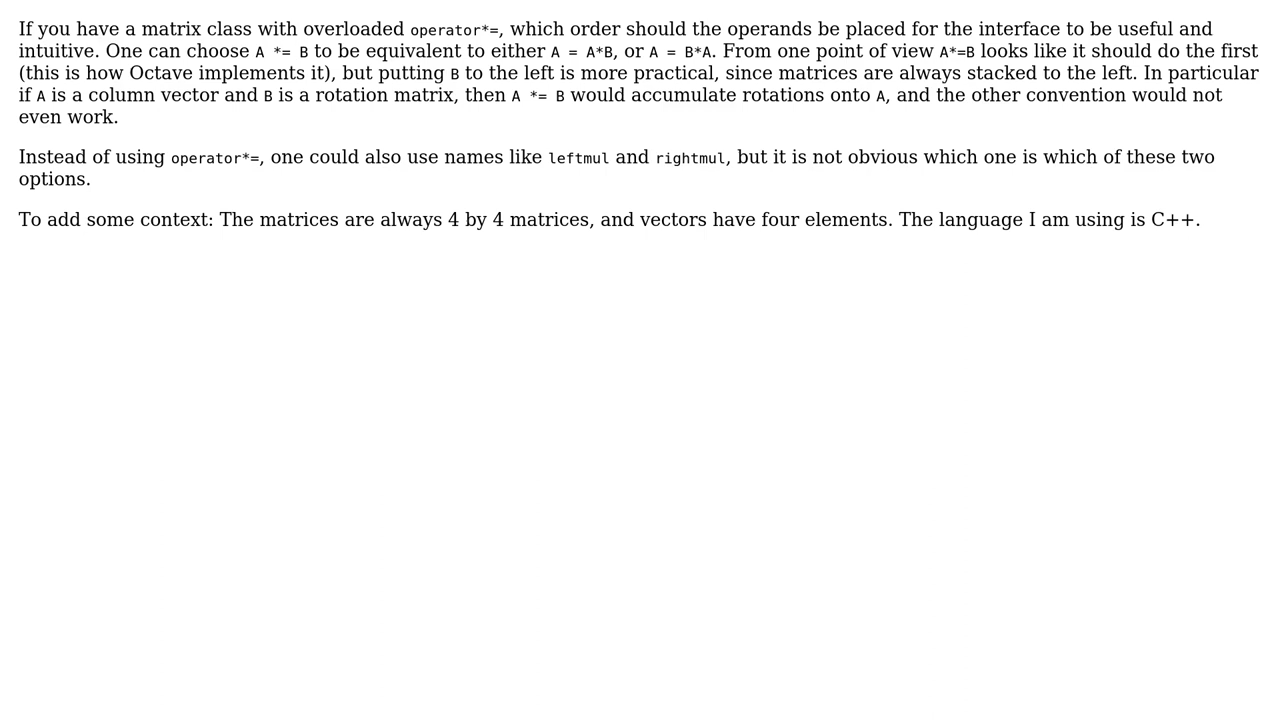 If you have a matrix class with overloaded operator*=, which order should the operands be placed for the interface to be useful and
intuitive. One can choose A *= B to be equivalent to either A = A*B, or A = B*A. From one point of view A*=B looks like it should do the first
(this is how Octave implements it), but putting B to the left is more practical, since matrices are always stacked to the left. In particular
if A is a column vector and B is a rotation matrix, then A *= B would accumulate rotations onto A, and the other convention would not
even work.
Instead of using operator*=, one could also use names like leftmul and rightmul, but it is not obvious which one is which of these two
options.
To add some context: The matrices are always 4 by 4 matrices, and vectors have four elements. The language I am using is C++.